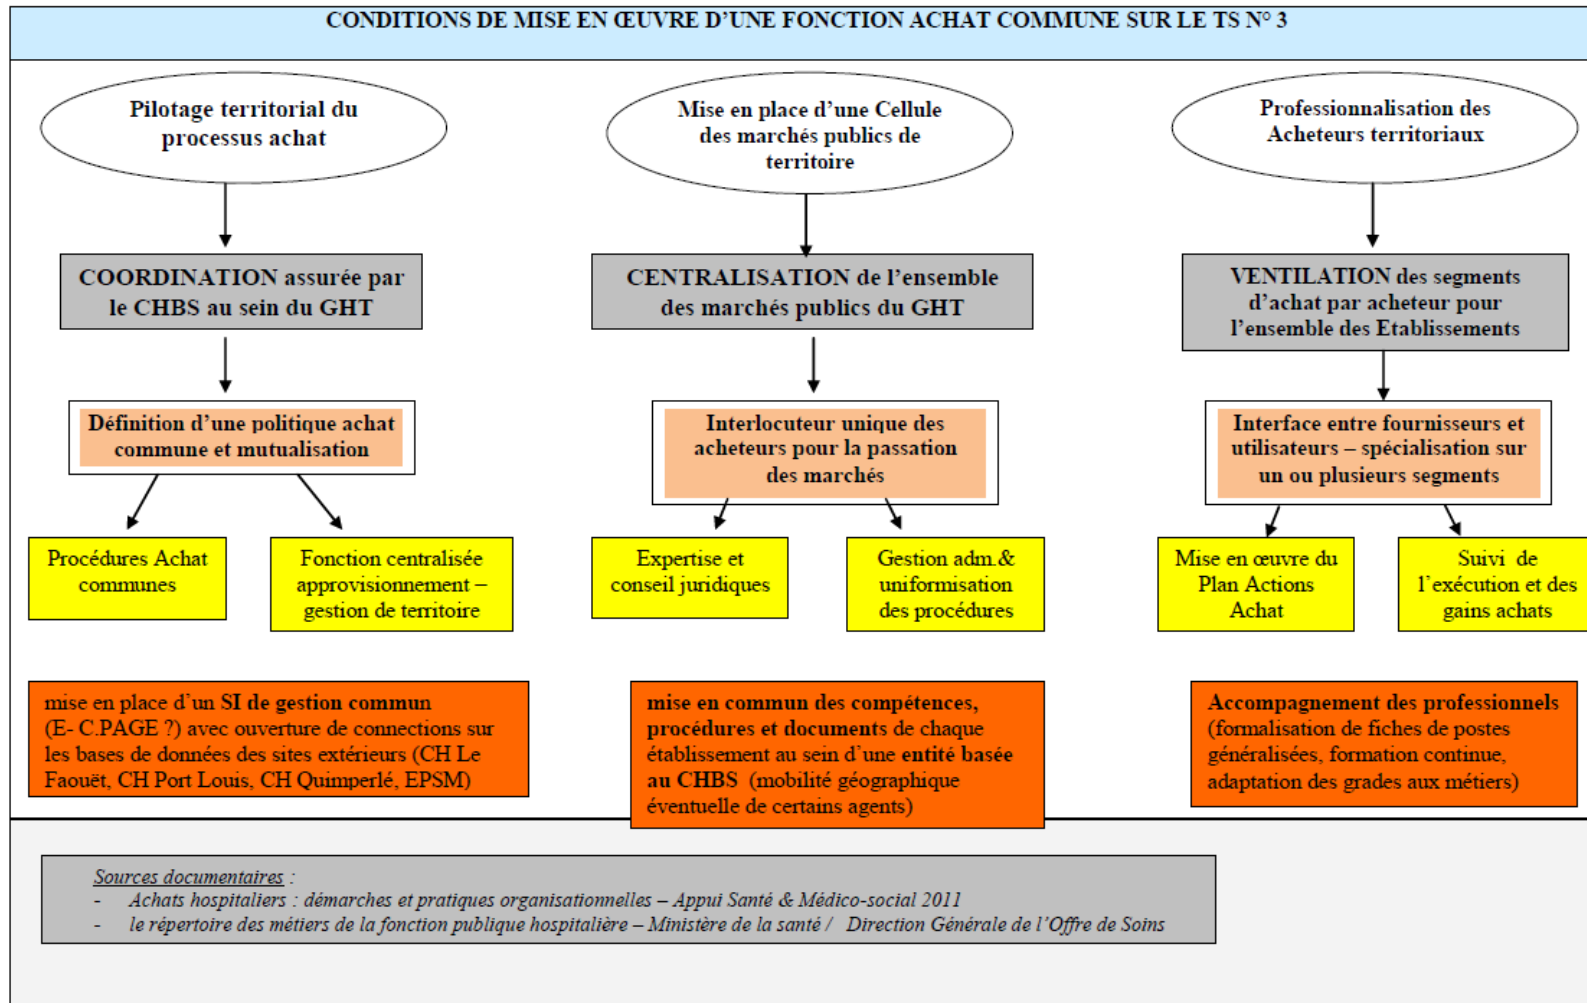 CONDITIONS DE MISE EN ŒUVRE D'UNE FONCTION ACHAT COMMUNE SUR LE TS N° 3
Pilotage territorial du
processus achat
COORDINATION assurée par
le CHBS au sein du GHT
Définition d'une politique achat
commune et mutualisation
Procédures Achat
communes
Fonction centralisée
approvisionnement –
gestion de territoire
mise en place d'un SI de gestion commun
(E- C.PAGE ?) avec ouverture de connections sur
les bases de données des sites extérieurs (CH Le
Faouët, CH Port Louis, CH Quimperlé, EPSM)
Mise en place d'une Cellule
des marchés publics de
territoire
CENTRALISATION de l'ensemble
des marchés publics du GHT
Interlocuteur unique des
acheteurs pour la passation
des marchés
Expertise et
conseil juridiques
Gestion adm.&
uniformisation
des procédures
mise en commun des compétences,
procédures et documents de chaque
établissement au sein d'une entité basée
au CHBS (mobilité géographique
éventuelle de certains agents)
Professionnalisation des
Acheteurs territoriaux
VENTILATION des segments
d'achat par acheteur pour
l'ensemble des Etablissements
Interface entre fournisseurs et
utilisateurs – spécialisation sur
un ou plusieurs segments
Mise en œuvre du
Plan Actions
Achat
Suivi de
l'exécution et des
gains achats
Accompagnement des professionnels
(formalisation de fiches de postes
généralisées, formation continue,
adaptation des grades aux métiers)
Sources documentaires :
- Achats hospitaliers : démarches et pratiques organisationnelles – Appui Santé & Médico-social 2011
- le répertoire des métiers de la fonction publique hospitalière – Ministère de la santé / Direction Générale de l'Offre de Soins